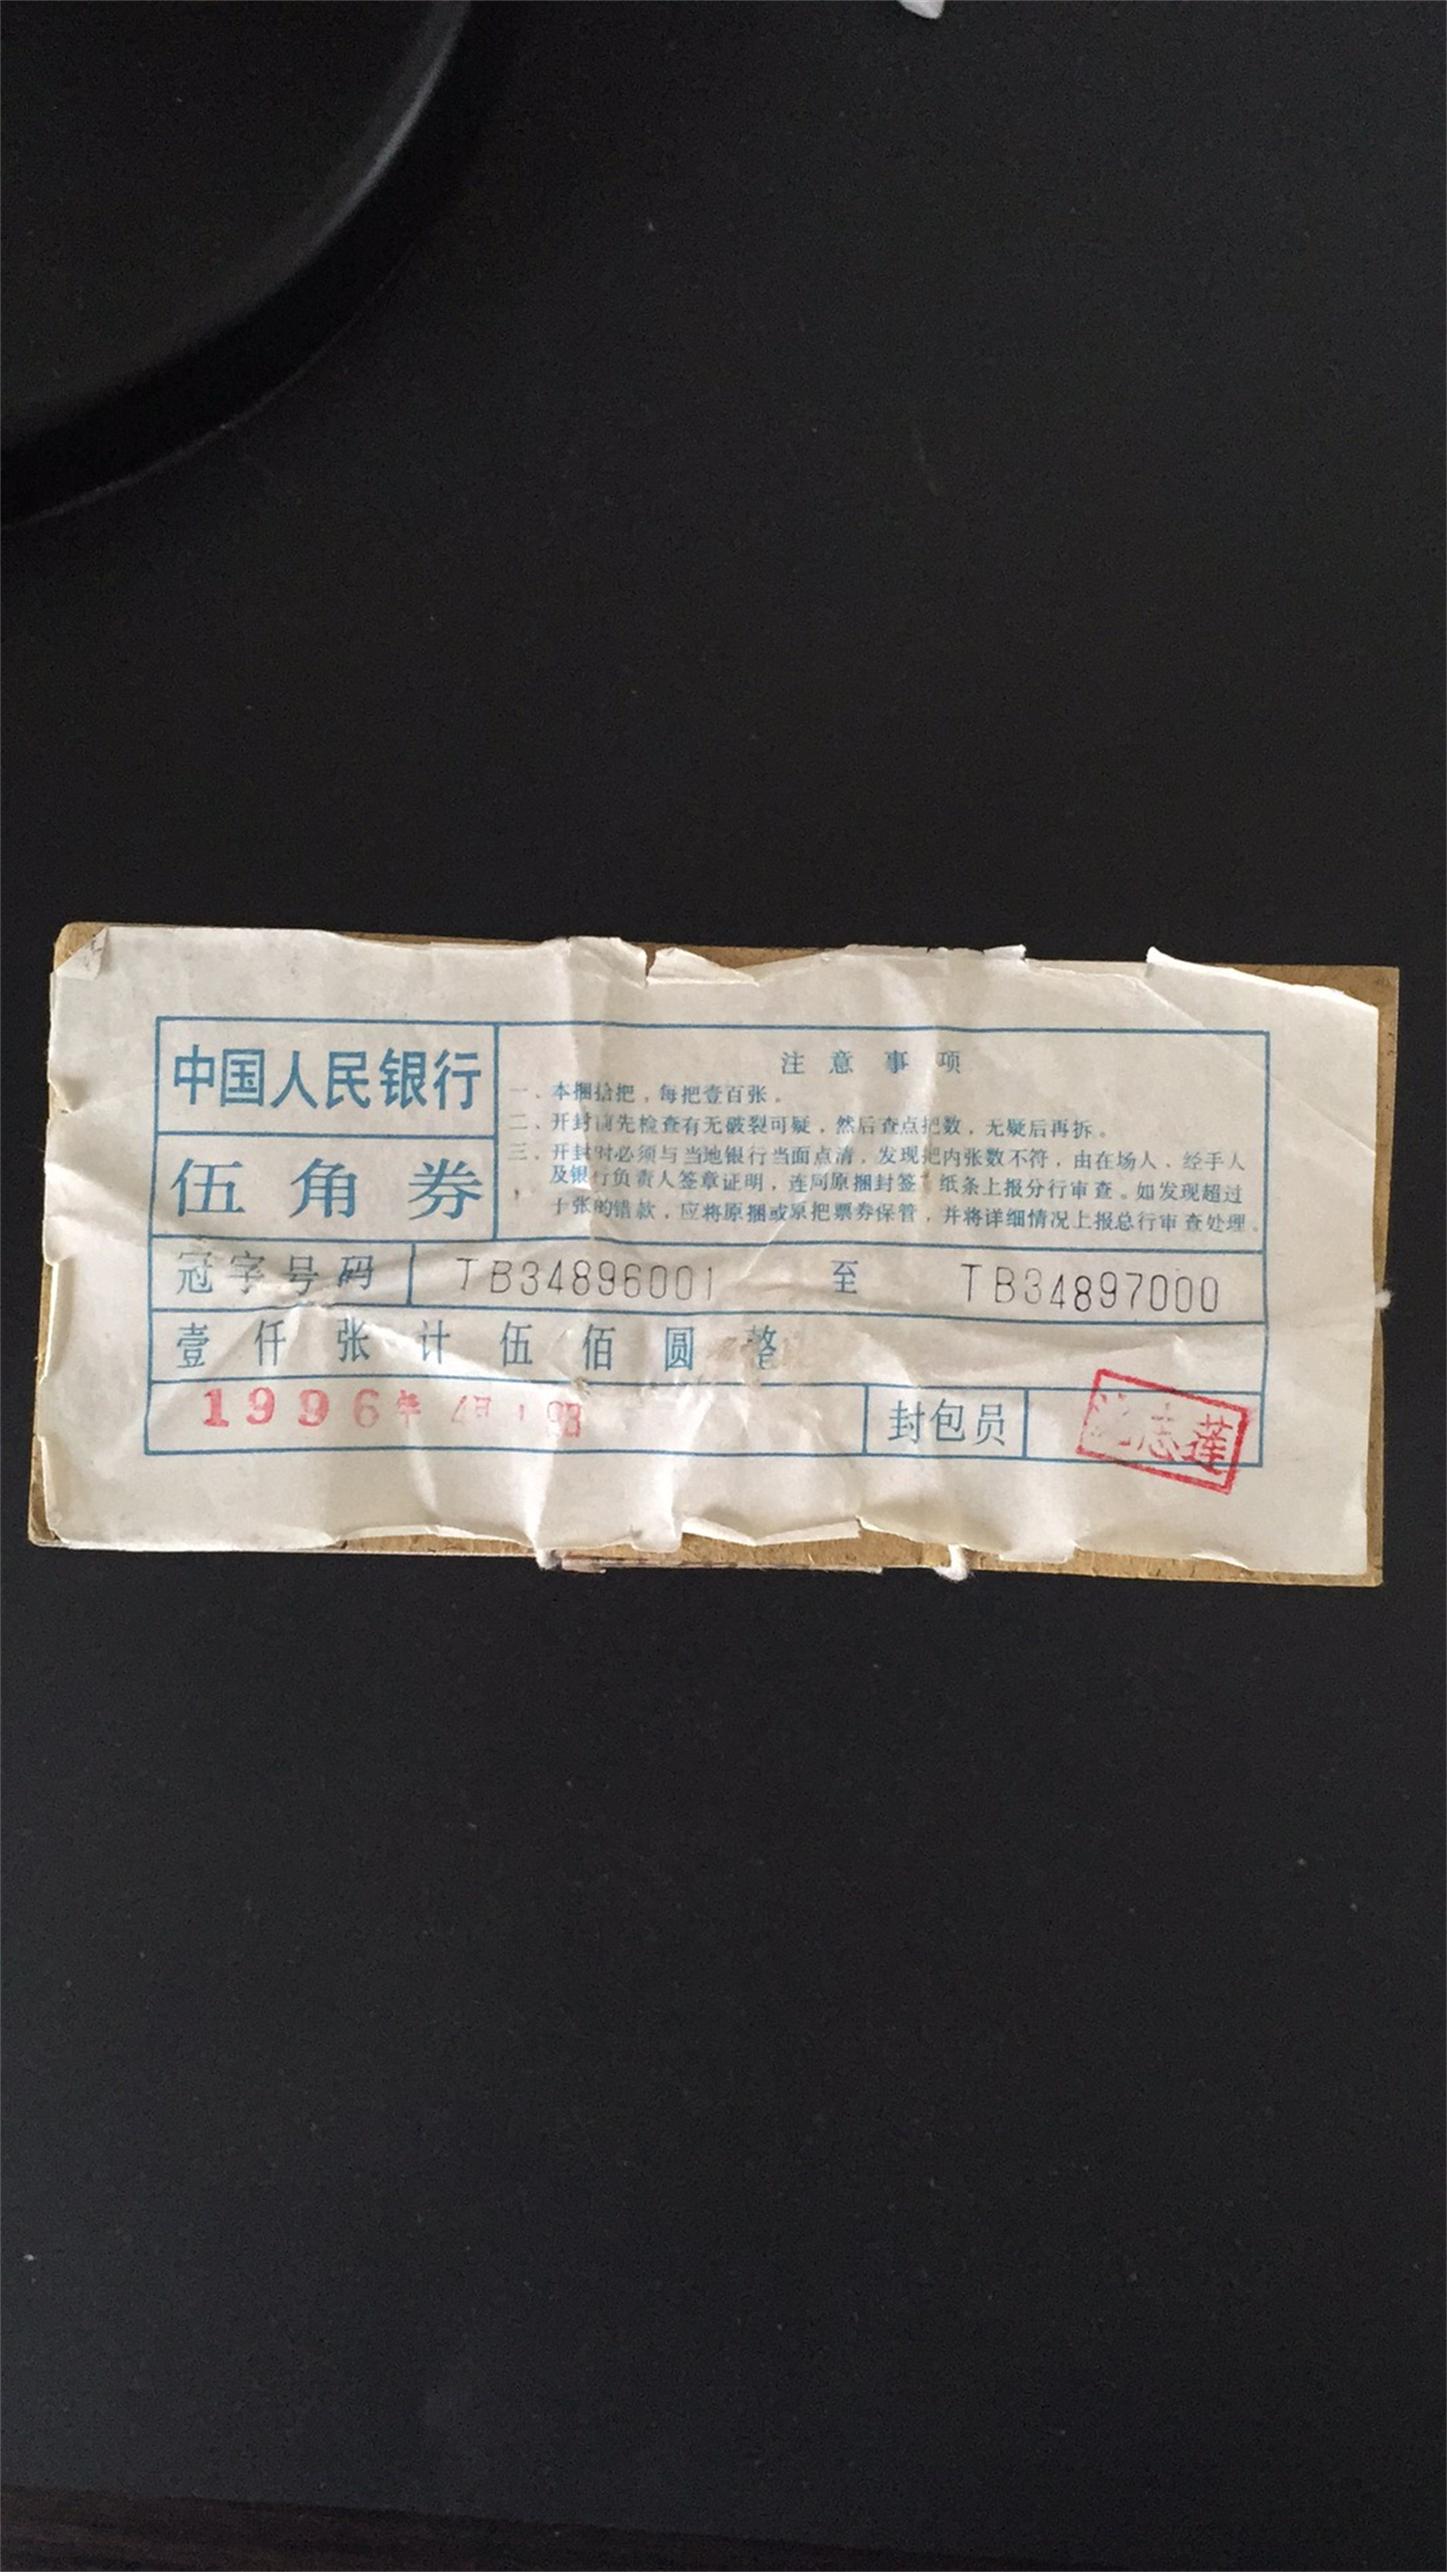 中国人民银行
伍角券
注意事项
一、本捆拾把，每把壹百张。
二、开封前先检查有无破裂可疑，然后查点把数，无疑后再拆。
三、开封时必须与当地银行当面点清，发现把内张数不符，由在场人、经手人
及银行负责人签章证明，连同原捆封签、纸条上报分行审查。如发现超过
十张的错款，应将原捆或原把票券保管，并将详细情况上报总行审查处理。
冠字号码 TB34896001 至 TB34897000
壹仟张计伍佰圆整
1996年
封包员 志莲